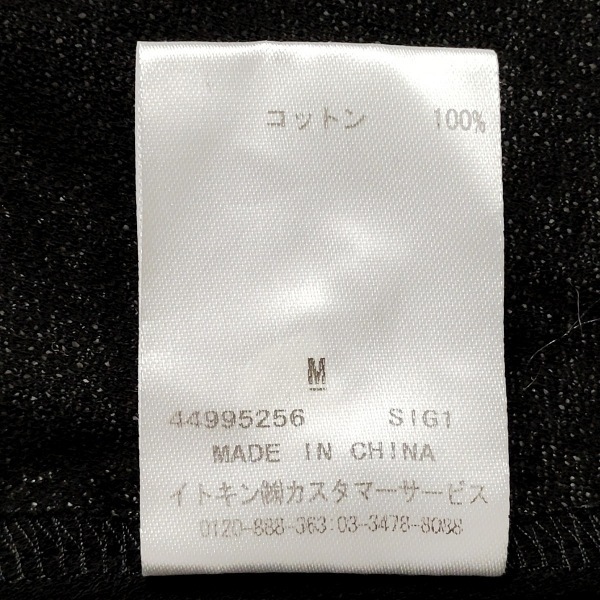 コットン 100%
M
44995256 SIG1
MADE IN CHINA
イトキン㈱カスタマーサービス
0120-888-363:03-3478-8088